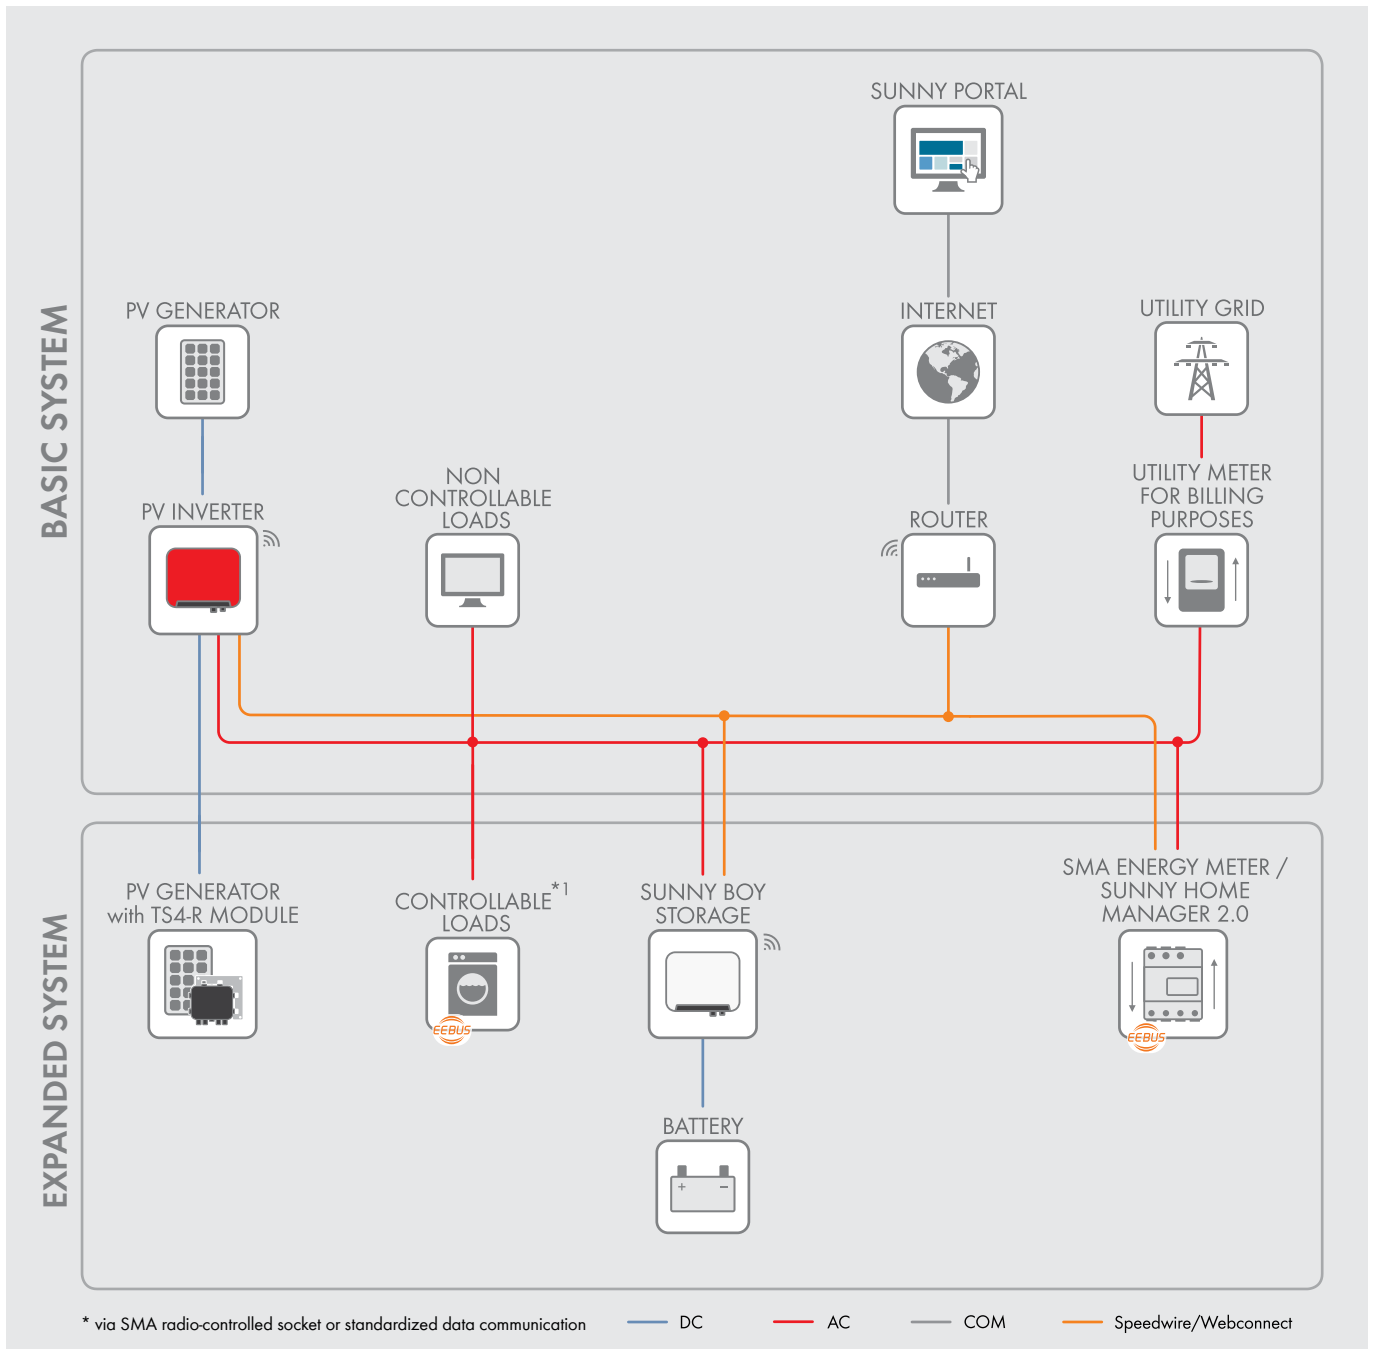 SUNNY PORTAL
BASIC SYSTEM
PV GENERATOR
INTERNET
UTILITY GRID
PV INVERTER
NON
CONTROLLABLE
LOADS
ROUTER
UTILITY METER
FOR BILLING
PURPOSES
EXPANDED SYSTEM
PV GENERATOR
with TS4-R MODULE
CONTROLLABLE*1
LOADS
EEBUS
SUNNY BOY
STORAGE
SMA ENERGY METER /
SUNNY HOME
MANAGER 2.0
EEBUS
BATTERY
+ −
* via SMA radio-controlled socket or standardized data communication
DC
AC
COM
Speedwire/Webconnect